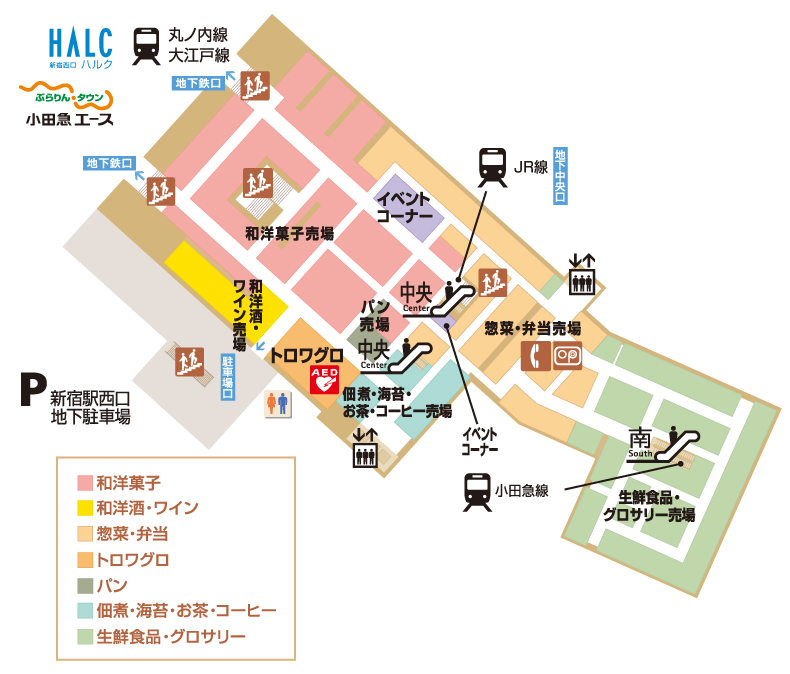 HALC
新宿西口 ハルク
丸ノ内線
大江戸線
地下鉄口
ぶらりん・タウン
小田急 エース
地下鉄口
JR線
地下中央口
イベント
コーナー
和洋菓子売場
和洋酒・
ワイン売場
中央
Center
パン
売場
惣菜・弁当売場
トロワグロ
中央
Center
AED
駐車場口
佃煮・海苔・
お茶・コーヒー売場
P
新宿駅西口
地下駐車場
イベント
コーナー
南
South
小田急線
生鮮食品・
グロサリー売場
和洋菓子
和洋酒・ワイン
惣菜・弁当
トロワグロ
パン
佃煮・海苔・お茶・コーヒー
生鮮食品・グロサリー